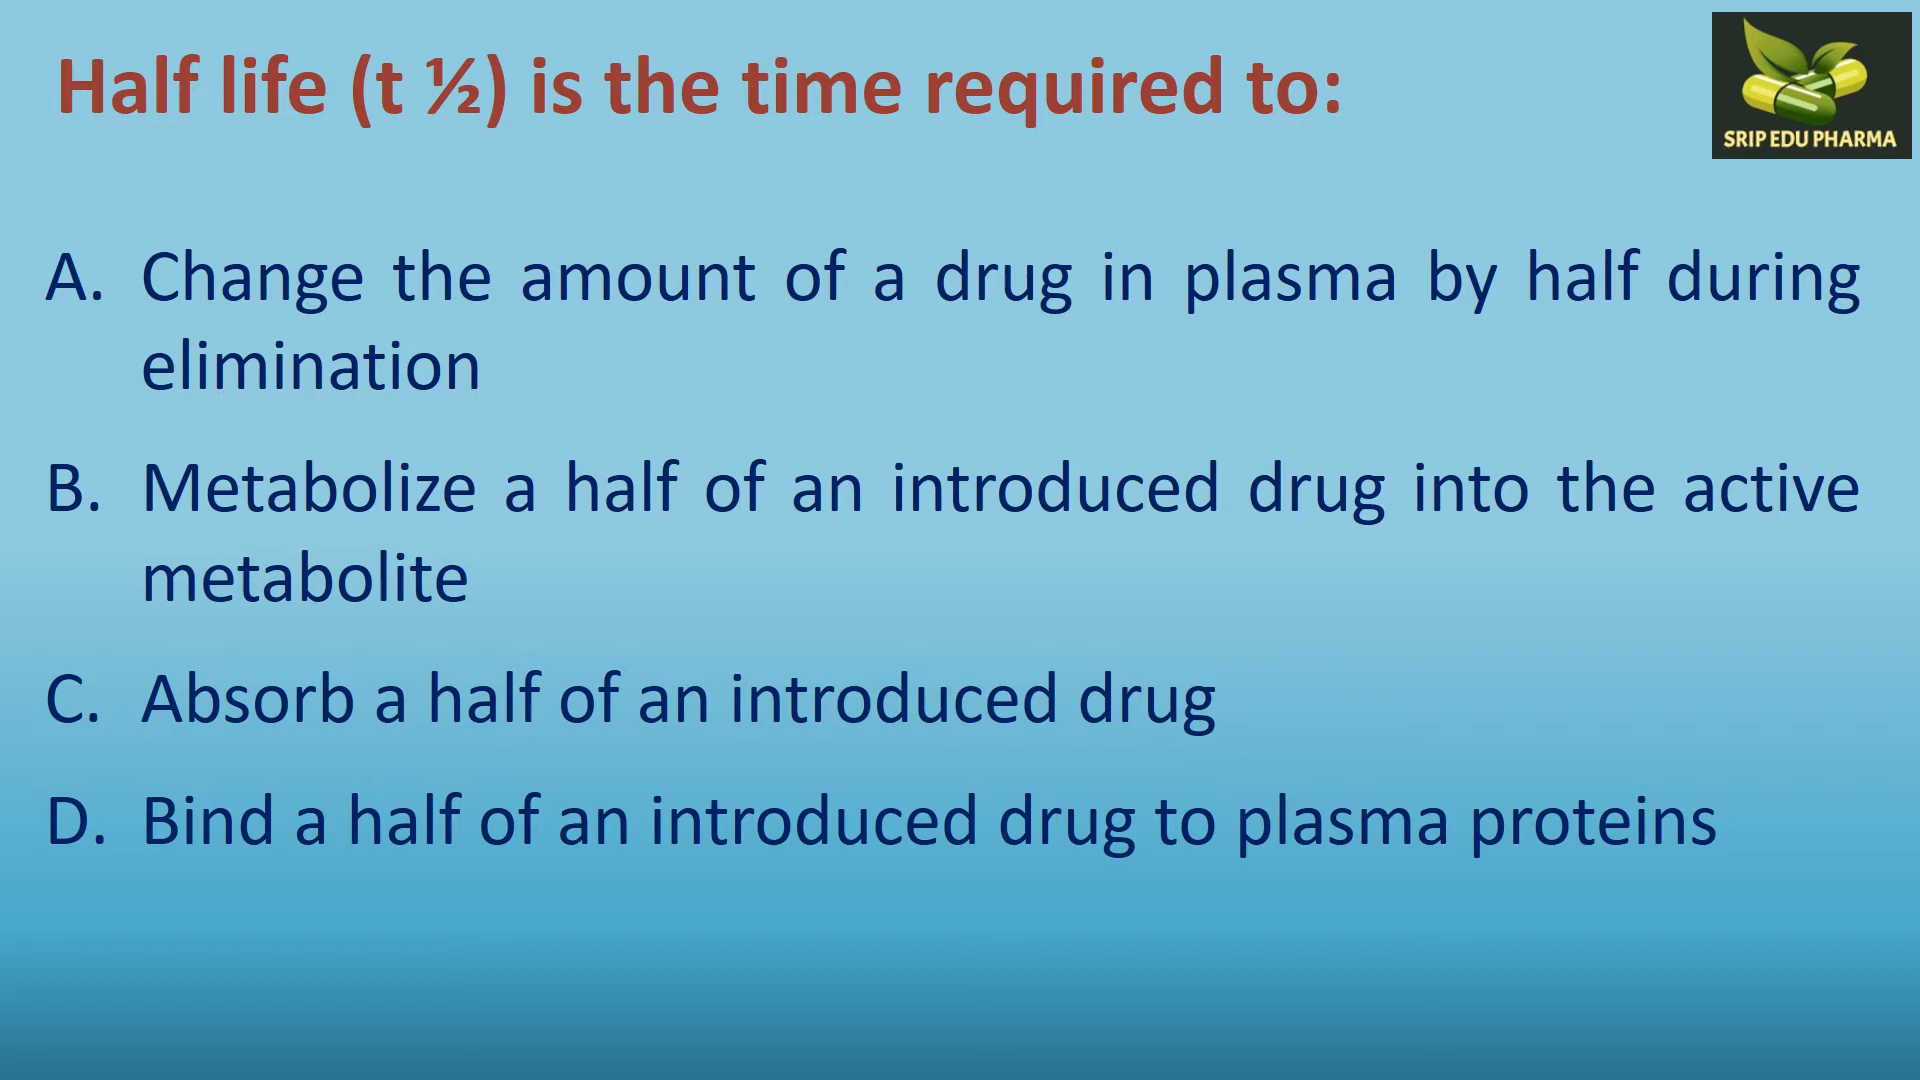 Half life (t ½) is the time required to:
SRIP EDU PHARMA
A. Change the amount of a drug in plasma by half during
elimination
B. Metabolize a half of an introduced drug into the active
metabolite
C. Absorb a half of an introduced drug
D. Bind a half of an introduced drug to plasma proteins